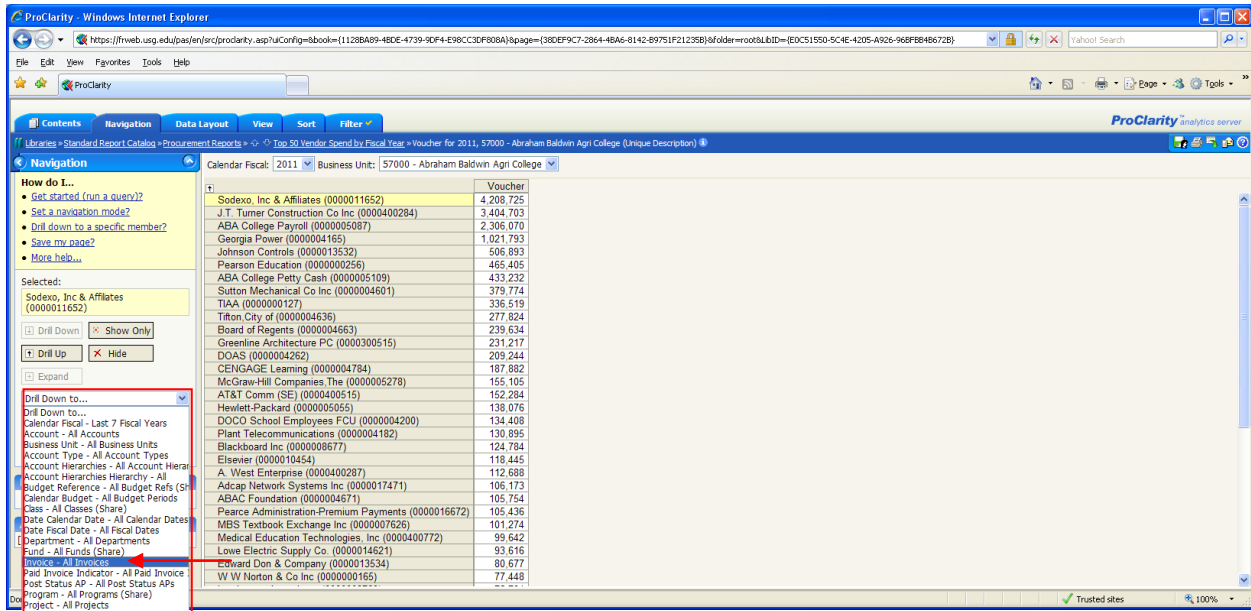 ProClarity - Windows Internet Explorer
https://frweb.usg.edu/pas/en/src/proclarity.asp?uiConfig=&book={1128BA89-4BDE-4739-9DF4-E98CC3DF808A}&page={38DEF9C7-2864-4BA6-8142-B9751F21235B}&folder=root&LibID={E0C51550-5C4E-4205-A926-96BFBB4B672B}
Yahoo! Search
File Edit View Favorites Tools Help
ProClarity
Page Tools »
Contents Navigation Data Layout View Sort Filter
ProClarity™ analytics server
Libraries » Standard Report Catalog » Procurement Reports » Top 50 Vendor Spend by Fiscal Year » Voucher for 2011, 57000 - Abraham Baldwin Agri College (Unique Description)
Navigation
Calendar Fiscal: 2011 Business Unit: 57000 - Abraham Baldwin Agri College
How do I...
Get started (run a query)?
Set a navigation mode?
Drill down to a specific member?
Save my page?
More help...
Selected:
Sodexo, Inc & Affiliates
(0000011652)
Drill Down Show Only
Drill Up Hide
Expand
Drill Down to...
Drill Down to...
Calendar Fiscal - Last 7 Fiscal Years
Account - All Accounts
Business Unit - All Business Units
Account Type - All Account Types
Account Hierarchies - All Account Hierar
Account Hierarchies Hierarchy - All
Budget Reference - All Budget Refs (Sh
Calendar Budget - All Budget Periods
Class - All Classes (Share)
Date Calendar Date - All Calendar Dates
Date Fiscal Date - All Fiscal Dates
Department - All Departments
Fund - All Funds (Share)
Invoice - All Invoices
Paid Invoice Indicator - All Paid Invoice
Post Status AP - All Post Status APs
Program - All Programs (Share)
Project - All Projects
Voucher
Sodexo, Inc & Affiliates (0000011652) 4,208,725
J.T. Turner Construction Co Inc (0000400284) 3,404,703
ABA College Payroll (0000005087) 2,306,070
Georgia Power (0000004165) 1,021,793
Johnson Controls (0000013532) 506,893
Pearson Education (0000000256) 465,405
ABA College Petty Cash (0000005109) 433,232
Sutton Mechanical Co Inc (0000004601) 379,774
TIAA (0000000127) 336,519
Tifton,City of (0000004636) 277,824
Board of Regents (0000004663) 239,634
Greenline Architecture PC (0000300515) 231,217
DOAS (0000004262) 209,244
CENGAGE Learning (0000004784) 187,882
McGraw-Hill Companies,The (0000005278) 155,105
AT&T Comm (SE) (0000400515) 152,284
Hewlett-Packard (0000005055) 138,076
DOCO School Employees FCU (0000004200) 134,408
Plant Telecommunications (0000004182) 130,895
Blackboard Inc (0000008677) 124,784
Elsevier (0000010454) 118,445
A. West Enterprise (0000400287) 112,688
Adcap Network Systems Inc (0000017471) 106,173
ABAC Foundation (0000004671) 105,754
Pearce Administration-Premium Payments (0000016672) 105,436
MBS Textbook Exchange Inc (0000007626) 101,274
Medical Education Technologies, Inc (0000400772) 99,642
Lowe Electric Supply Co. (0000014621) 93,616
Edward Don & Company (0000013534) 80,677
W W Norton & Co Inc (0000000165) 77,448
Trusted sites 100%